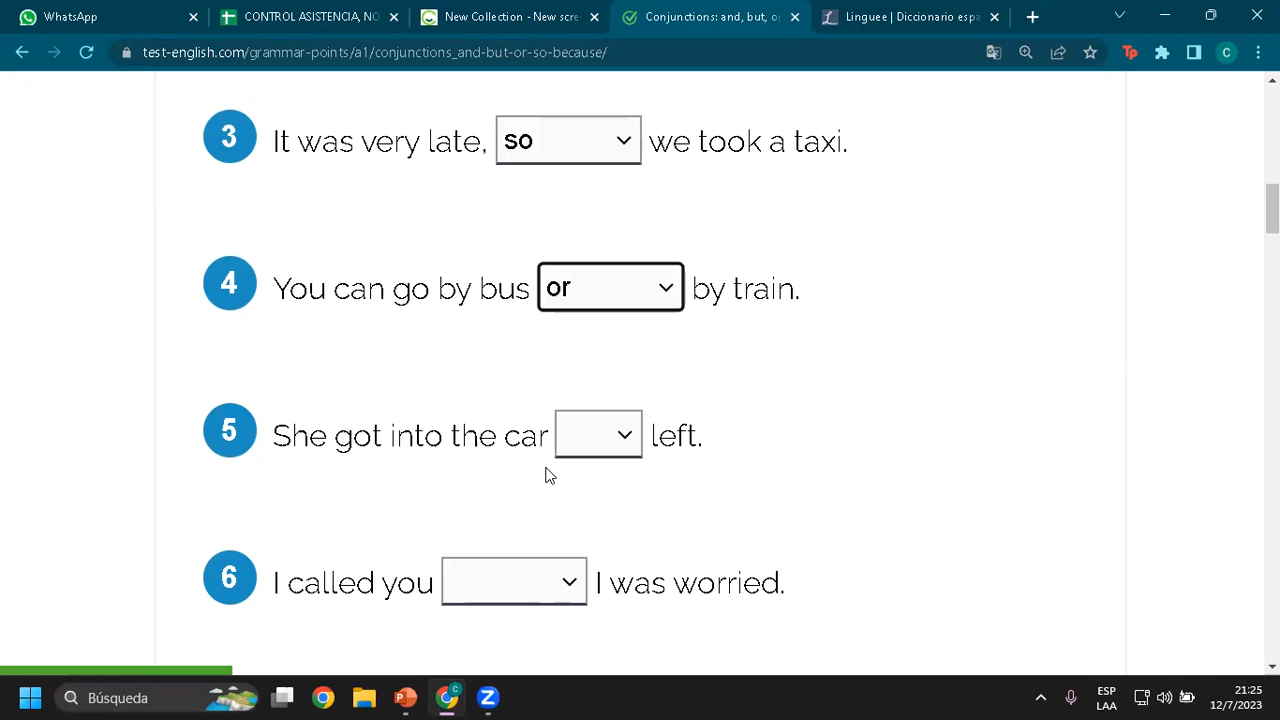 WhatsApp
CONTROL ASISTENCIA, NO
New Collection - New scre
Conjunctions: and, but, o
Linguee | Diccionario espa
test-english.com/grammar-points/a1/conjunctions_and-but-or-so-because/
3 It was very late, so we took a taxi.
4 You can go by bus or by train.
5 She got into the car left.
6 I called you I was worried.
Búsqueda
ESP
LAA
21:25
12/7/2023